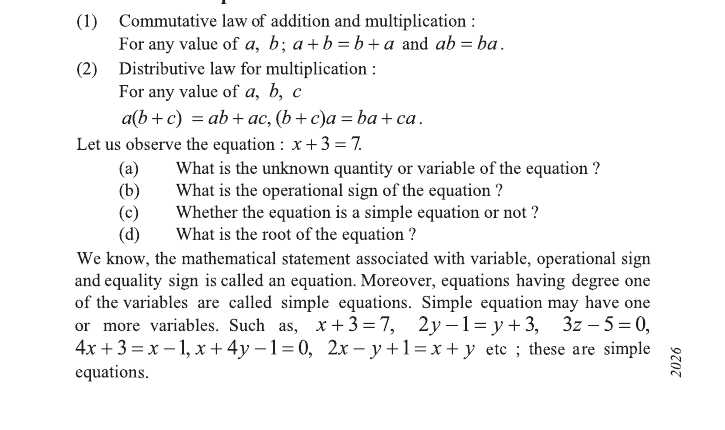 (1) Commutative law of addition and multiplication :
For any value of a, b; a + b = b + a and ab = ba.
(2) Distributive law for multiplication :
For any value of a, b, c
a(b + c) = ab + ac, (b + c)a = ba + ca.
Let us observe the equation : x + 3 = 7.
(a) What is the unknown quantity or variable of the equation ?
(b) What is the operational sign of the equation ?
(c) Whether the equation is a simple equation or not ?
(d) What is the root of the equation ?
We know, the mathematical statement associated with variable, operational sign
and equality sign is called an equation. Moreover, equations having degree one
of the variables are called simple equations. Simple equation may have one
or more variables. Such as, x + 3 = 7, 2y – 1 = y + 3, 3z – 5 = 0,
4x + 3 = x – 1, x + 4y – 1 = 0, 2x – y + 1 = x + y etc ; these are simple
equations.
2026